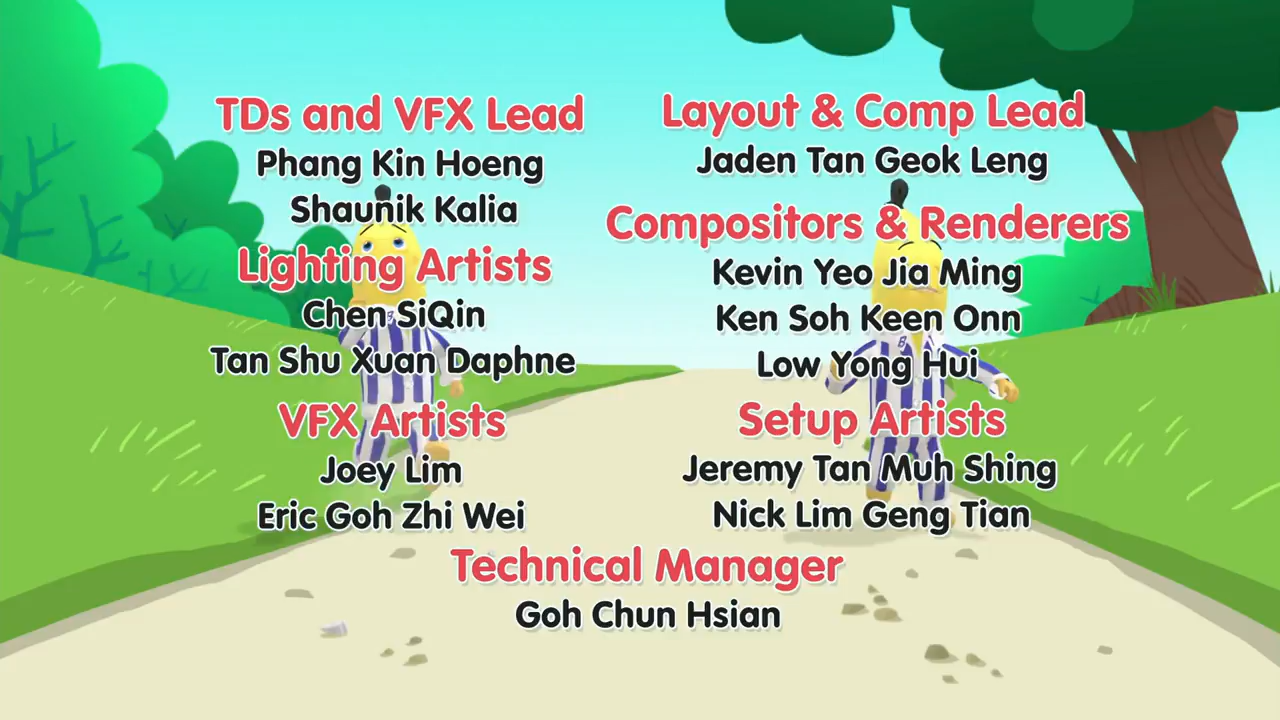 TDs and VFX Lead
Phang Kin Hoeng
Shaunik Kalia
Lighting Artists
Chen SiQin
Tan Shu Xuan Daphne
VFX Artists
Joey Lim
Eric Goh Zhi Wei
Layout & Comp Lead
Jaden Tan Geok Leng
Compositors & Renderers
Kevin Yeo Jia Ming
Ken Soh Keen Onn
Low Yong Hui
Setup Artists
Jeremy Tan Muh Shing
Nick Lim Geng Tian
Technical Manager
Goh Chun Hsian